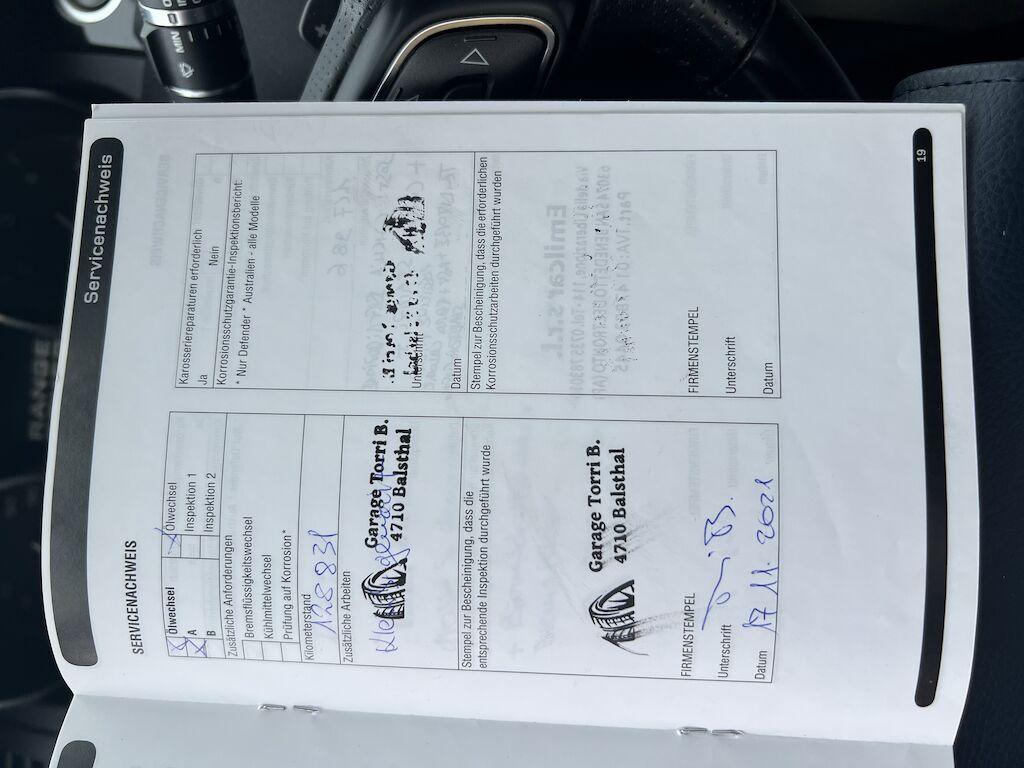 MIN
RANGE
Servicenachweis
SERVICENACHWEIS
Ölwechsel
Ölwechsel
A
Inspektion 1
B
Inspektion 2
Zusätzliche Anforderungen
Bremsflüssigkeitswechsel
Kühlmittelwechsel
Prüfung auf Korrosion*
Kilometerstand
128831
Zusätzliche Arbeiten
Garage Torri B.
4710 Balsthal
Stempel zur Bescheinigung, dass die
entsprechende Inspektion durchgeführt wurde
Garage Torri B.
4710 Balsthal
FIRMENSTEMPEL
Unterschrift
Datum
17.11.2021
Karosseriereparaturen erforderlich
Ja
Nein
Korrosionsschutzgarantie-Inspektionsbericht:
* Nur Defender * Australien - alle Modelle
Unterschrift
Datum
Stempel zur Bescheinigung, dass die erforderlichen
Korrosionsschutzarbeiten durchgeführt wurden
FIRMENSTEMPEL
Unterschrift
Datum
19